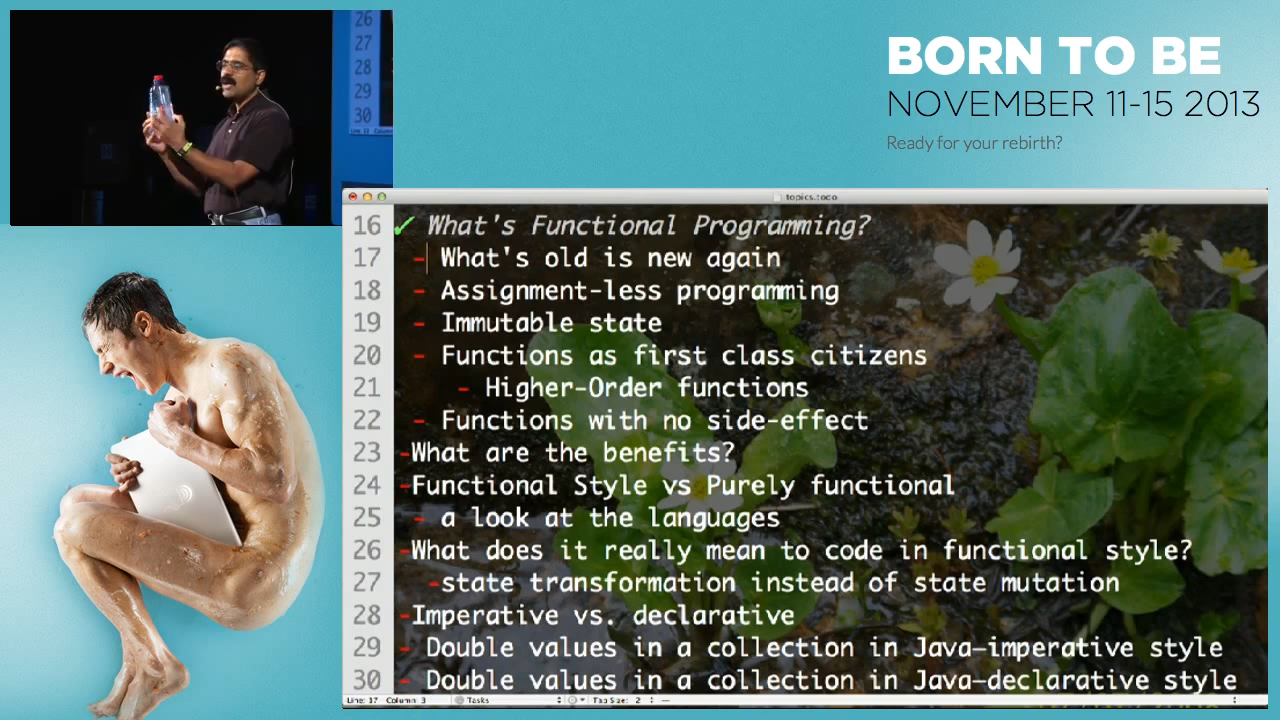 26
27
28
29
30
BORN TO BE
NOVEMBER 11-15 2013
Ready for your rebirth?
topics.todo
16 ✓ What's Functional Programming?
17 - What's old is new again
18 - Assignment-less programming
19 - Immutable state
20 - Functions as first class citizens
21 - Higher-Order functions
22 - Functions with no side-effect
23 -What are the benefits?
24 -Functional Style vs Purely functional
25 - a look at the languages
26 -What does it really mean to code in functional style?
27 -state transformation instead of state mutation
28 -Imperative vs. declarative
29 - Double values in a collection in Java-imperative style
30 - Double values in a collection in Java-declarative style
Line: 17 Column: 3 Tasks Tab Size: 2 —